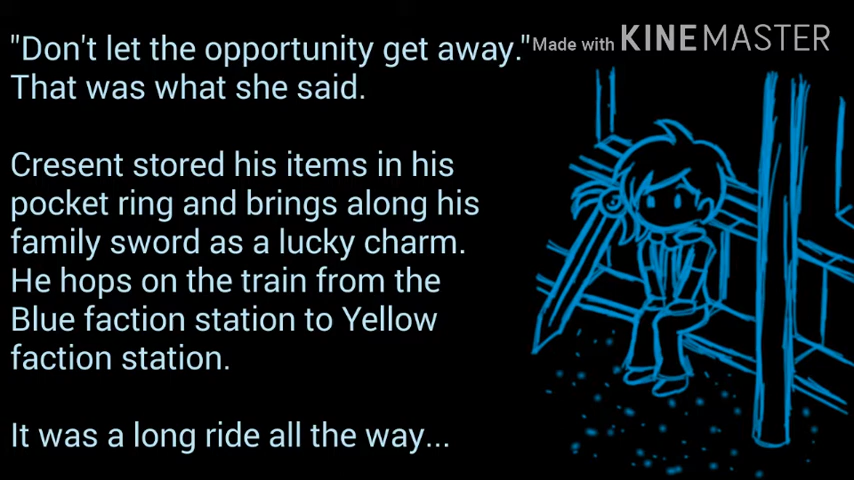 "Don't let the opportunity get away."
Made with KINEMASTER
That was what she said.
Cresent stored his items in his
pocket ring and brings along his
family sword as a lucky charm.
He hops on the train from the
Blue faction station to Yellow
faction station.
It was a long ride all the way...